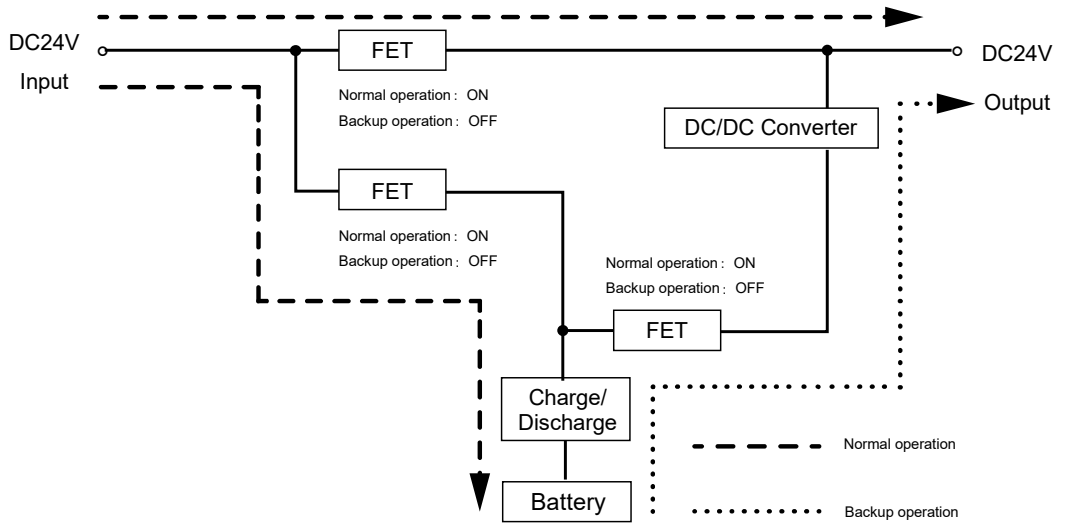 DC24V
Input
FET
Normal operation： ON
Backup operation： OFF
DC24V
Output
DC/DC Converter
FET
Normal operation： ON
Backup operation： OFF
Normal operation： ON
Backup operation： OFF
FET
Charge/
Discharge
Battery
Normal operation
Backup operation